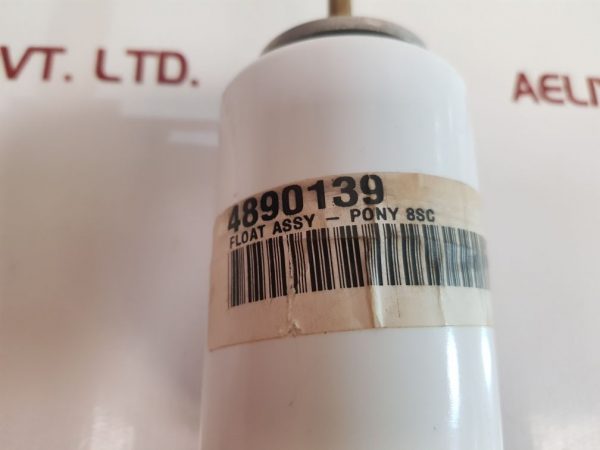 VT. LTD.
AELI
4890139
FLOAT ASSY - PONY 8SC